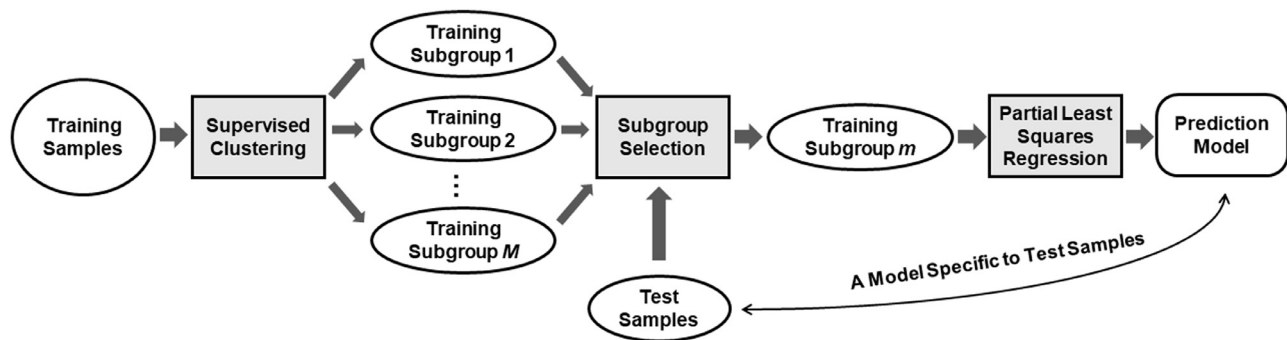 Training
Samples
Supervised
Clustering
Training
Subgroup 1
Training
Subgroup 2
⋮
Training
Subgroup M
Subgroup
Selection
Test
Samples
Training
Subgroup m
Partial Least
Squares
Regression
Prediction
Model
A Model Specific to Test Samples